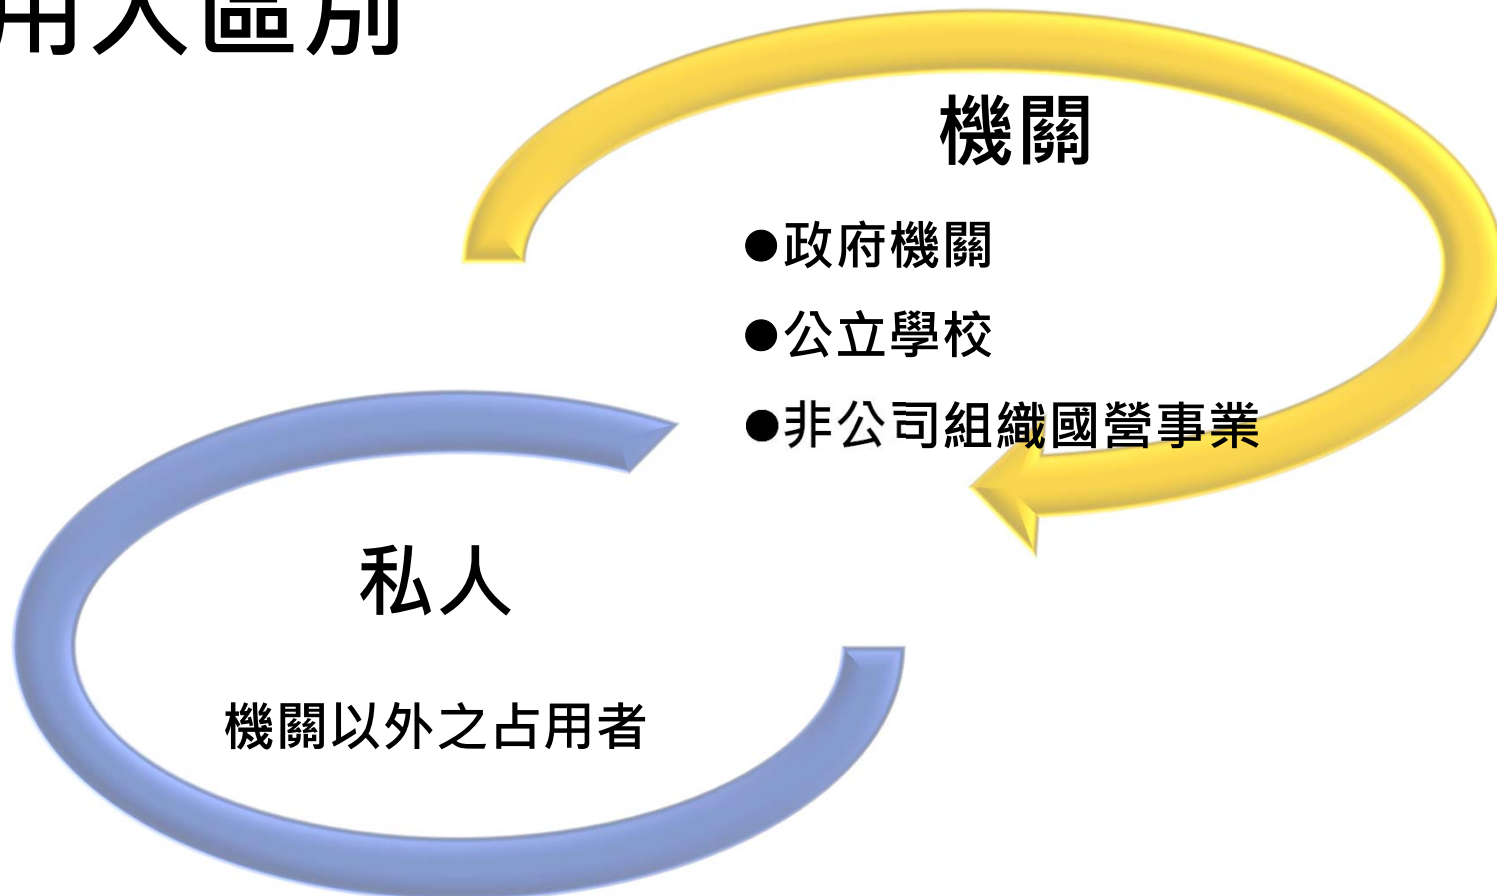 用人區別
機關
●政府機關
●公立學校
●非公司組織國營事業
私人
機關以外之占用者